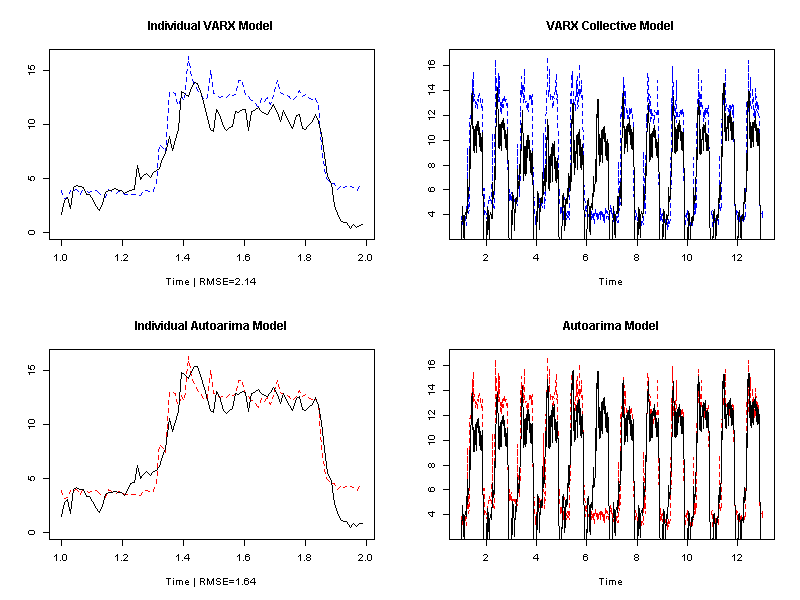 Individual VARX Model
15
10
5
0
1.0 1.2 1.4 1.6 1.8 2.0
Time | RMSE=2.14
VARX Collective Model
16
14
12
10
8
6
4
2 4 6 8 10 12
Time
Individual Autoarima Model
15
10
5
0
1.0 1.2 1.4 1.6 1.8 2.0
Time | RMSE=1.64
Autoarima Model
16
14
12
10
8
6
4
2 4 6 8 10 12
Time